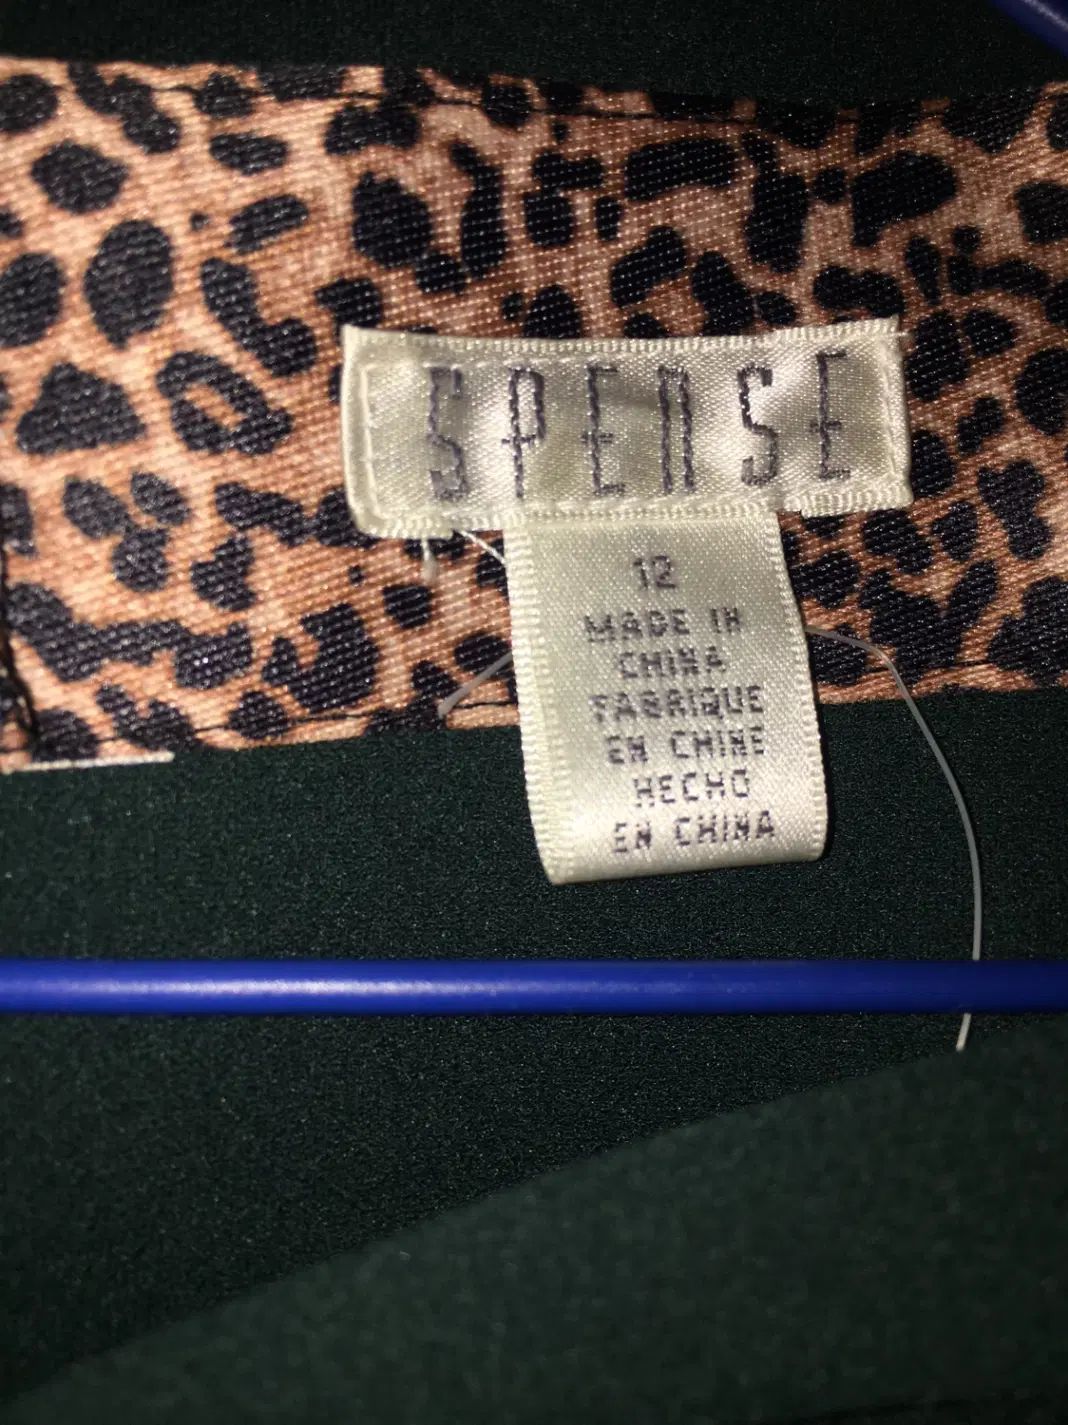 SPENSE
12
MADE IN
CHINA
FABRIQUE
EN CHINE
HECHO
EN CHINA